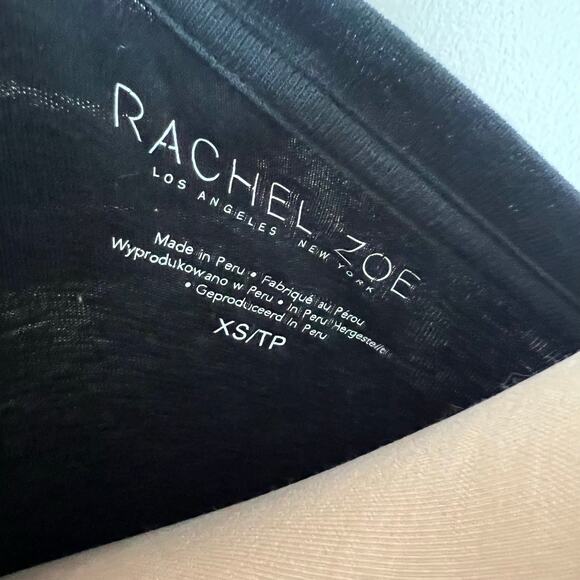 RACHEL ZOE
LOS ANGELES NEW YORK
Made in Peru • Fabriqué au Pérou
Wyprodukowano w Peru • In Peru Hergestellt
• Geproduceerd In Peru
XS/TP